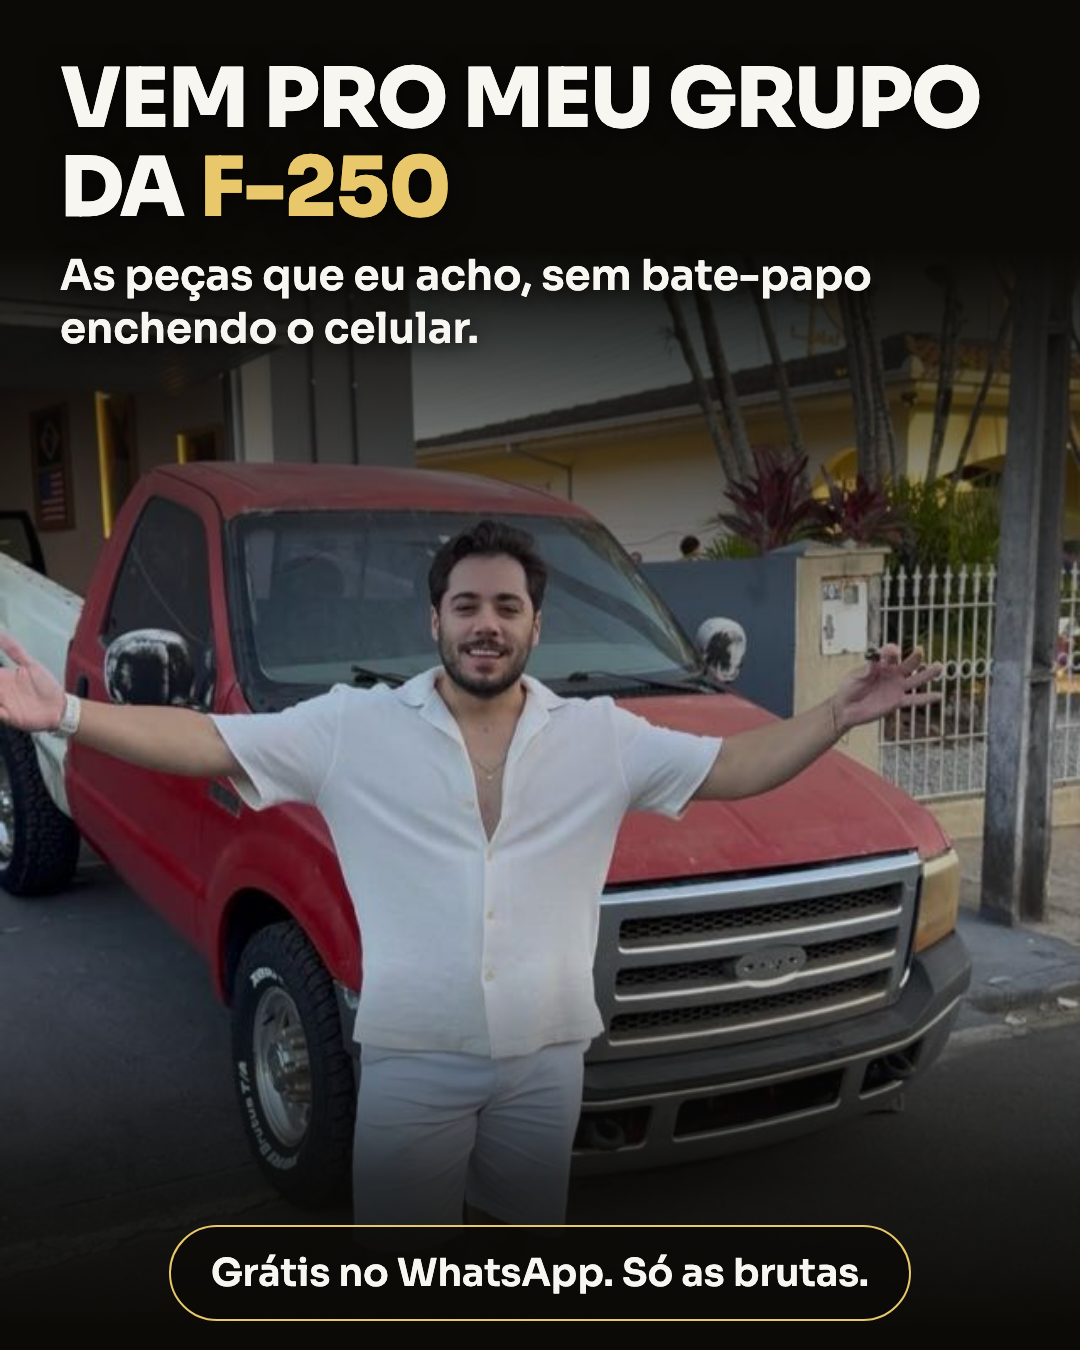 VEM PRO MEU GRUPO
DA F-250
As peças que eu acho, sem bate-papo
enchendo o celular.
Grátis no WhatsApp. Só as brutas.